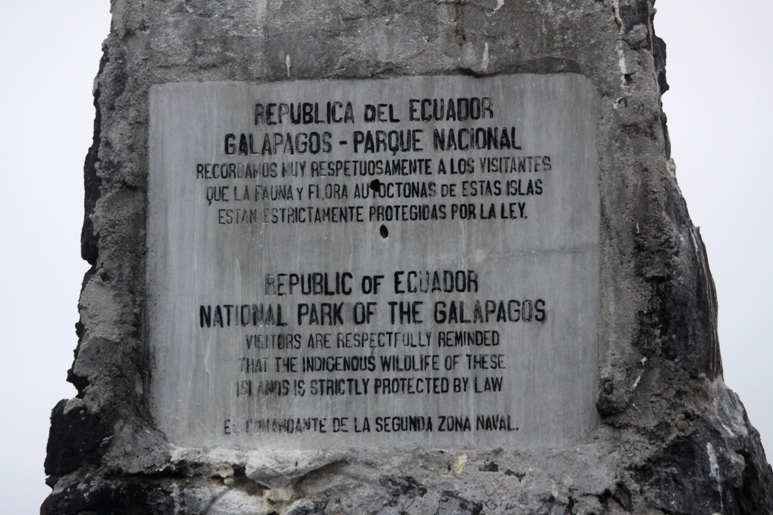 REPUBLICA DEL ECUADOR
GALAPAGOS - PARQUE NACIONAL
RECORDAMOS MUY RESPETUOSAMENTE A LOS VISITANTES
QUE LA FAUNA Y FLORA AUTOCTONAS DE ESTAS ISLAS
ESTAN ESTRICTAMENTE PROTEGIDAS POR LA LEY.
REPUBLIC OF ECUADOR
NATIONAL PARK OF THE GALAPAGOS
VISITORS ARE RESPECTFULLY REMINDED
THAT THE INDIGENOUS WILDLIFE OF THESE
ISLANDS IS STRICTLY PROTECTED BY LAW
EL COMANDANTE DE LA SEGUNDA ZONA NAVAL.